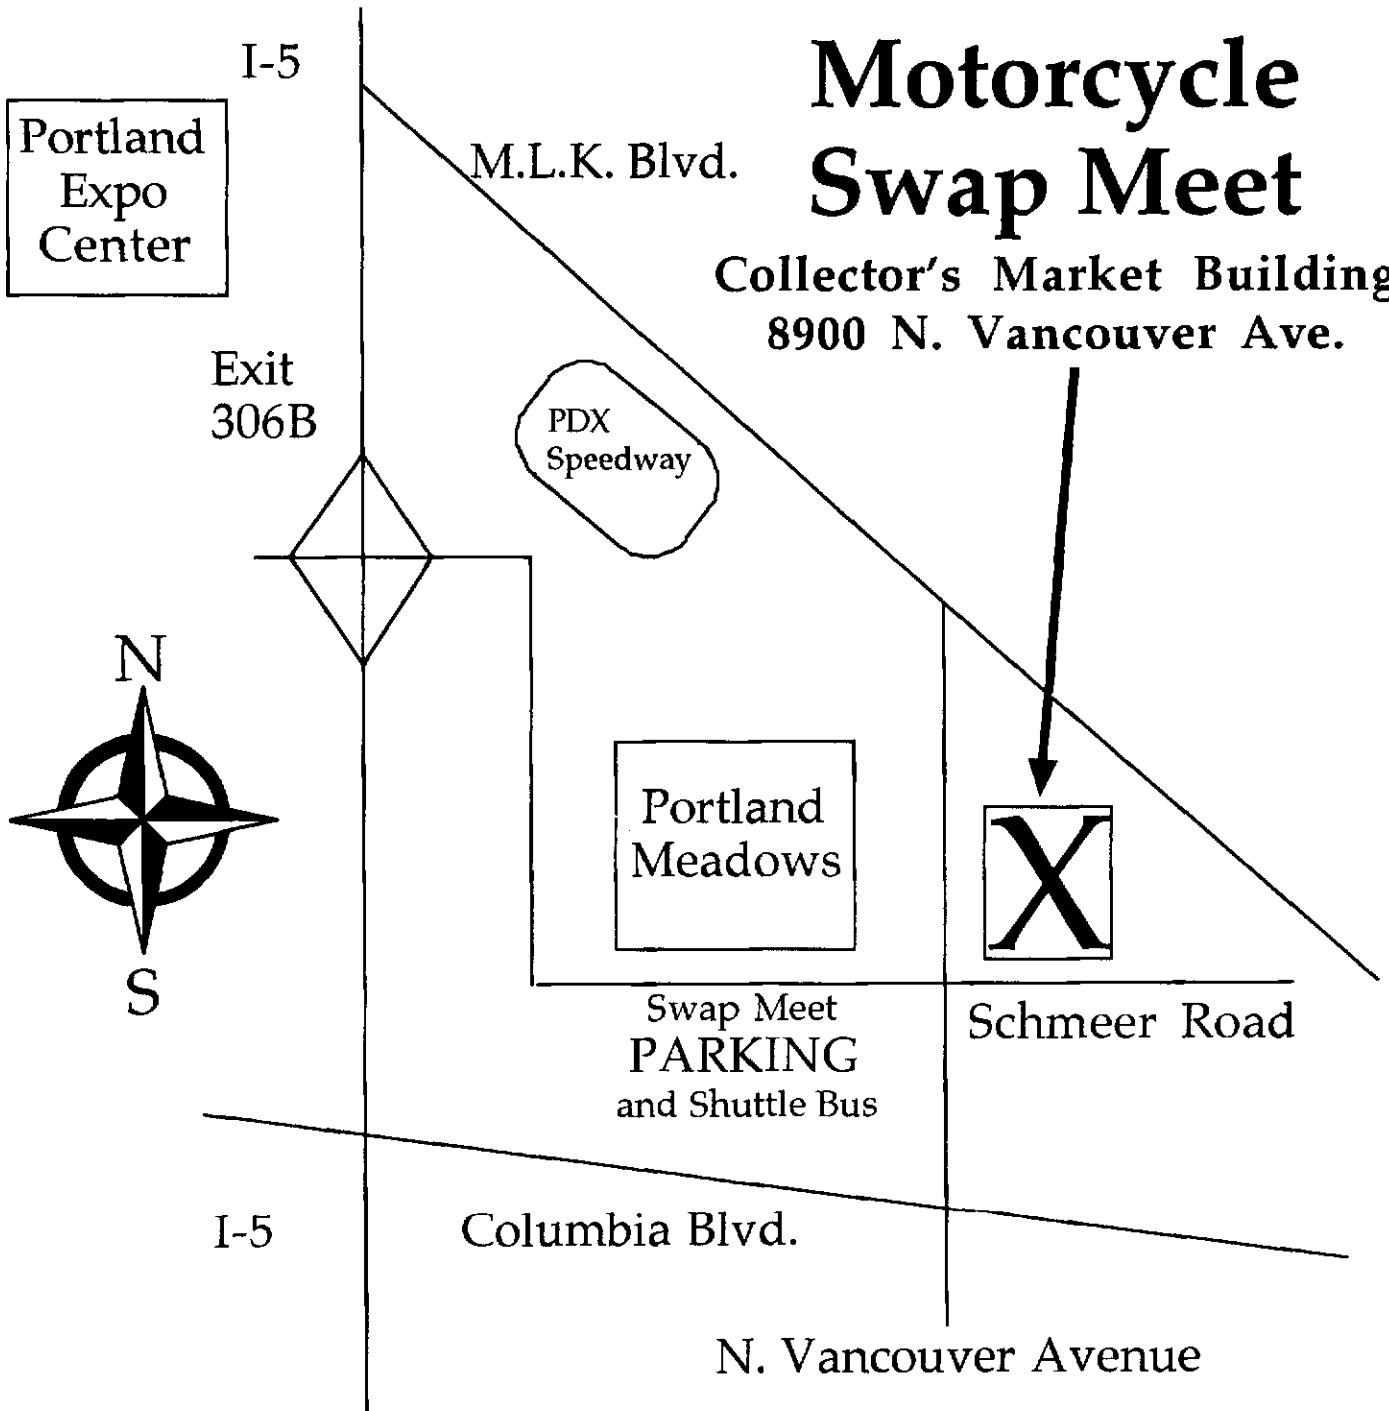 Motorcycle
Swap Meet
Collector's Market Building
8900 N. Vancouver Ave.
I-5
Portland
Expo
Center
M.L.K. Blvd.
Exit
306B
PDX
Speedway
N
S
Portland
Meadows
X
Swap Meet
PARKING
and Shuttle Bus
Schmeer Road
I-5
Columbia Blvd.
N. Vancouver Avenue